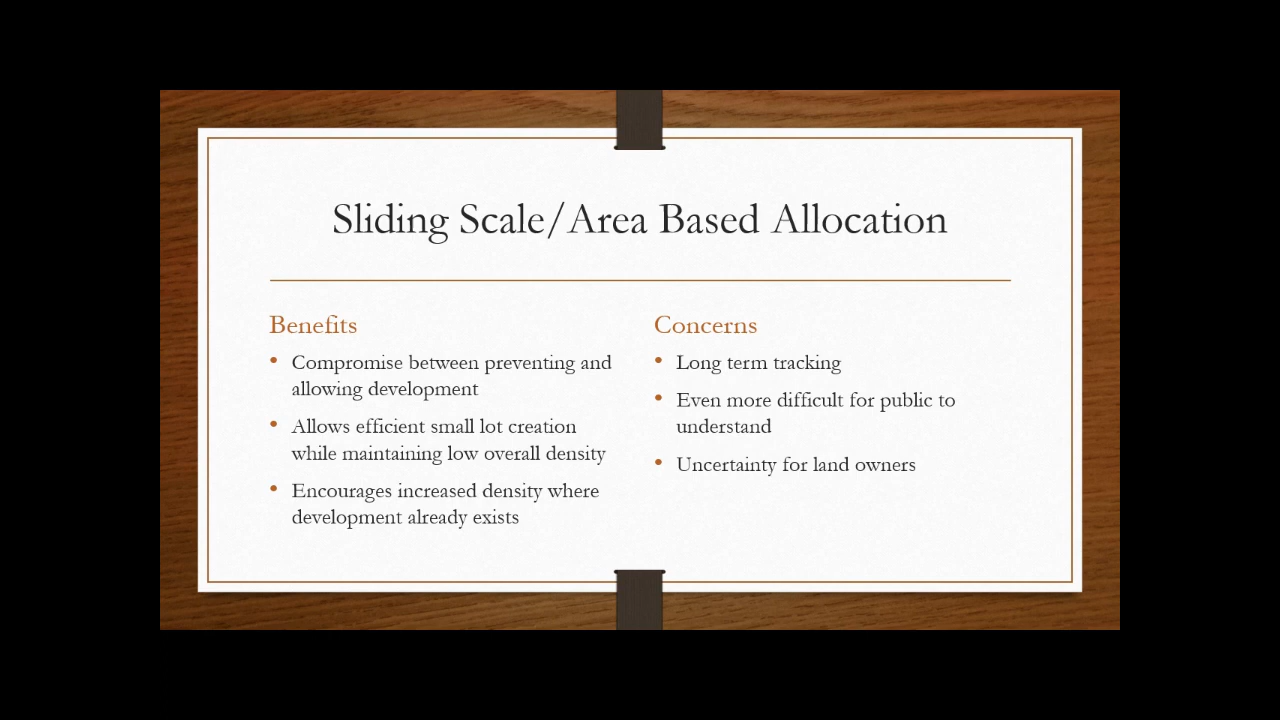 Sliding Scale/Area Based Allocation
Benefits
• Compromise between preventing and
allowing development
• Allows efficient small lot creation
while maintaining low overall density
• Encourages increased density where
development already exists
Concerns
• Long term tracking
• Even more difficult for public to
understand
• Uncertainty for land owners